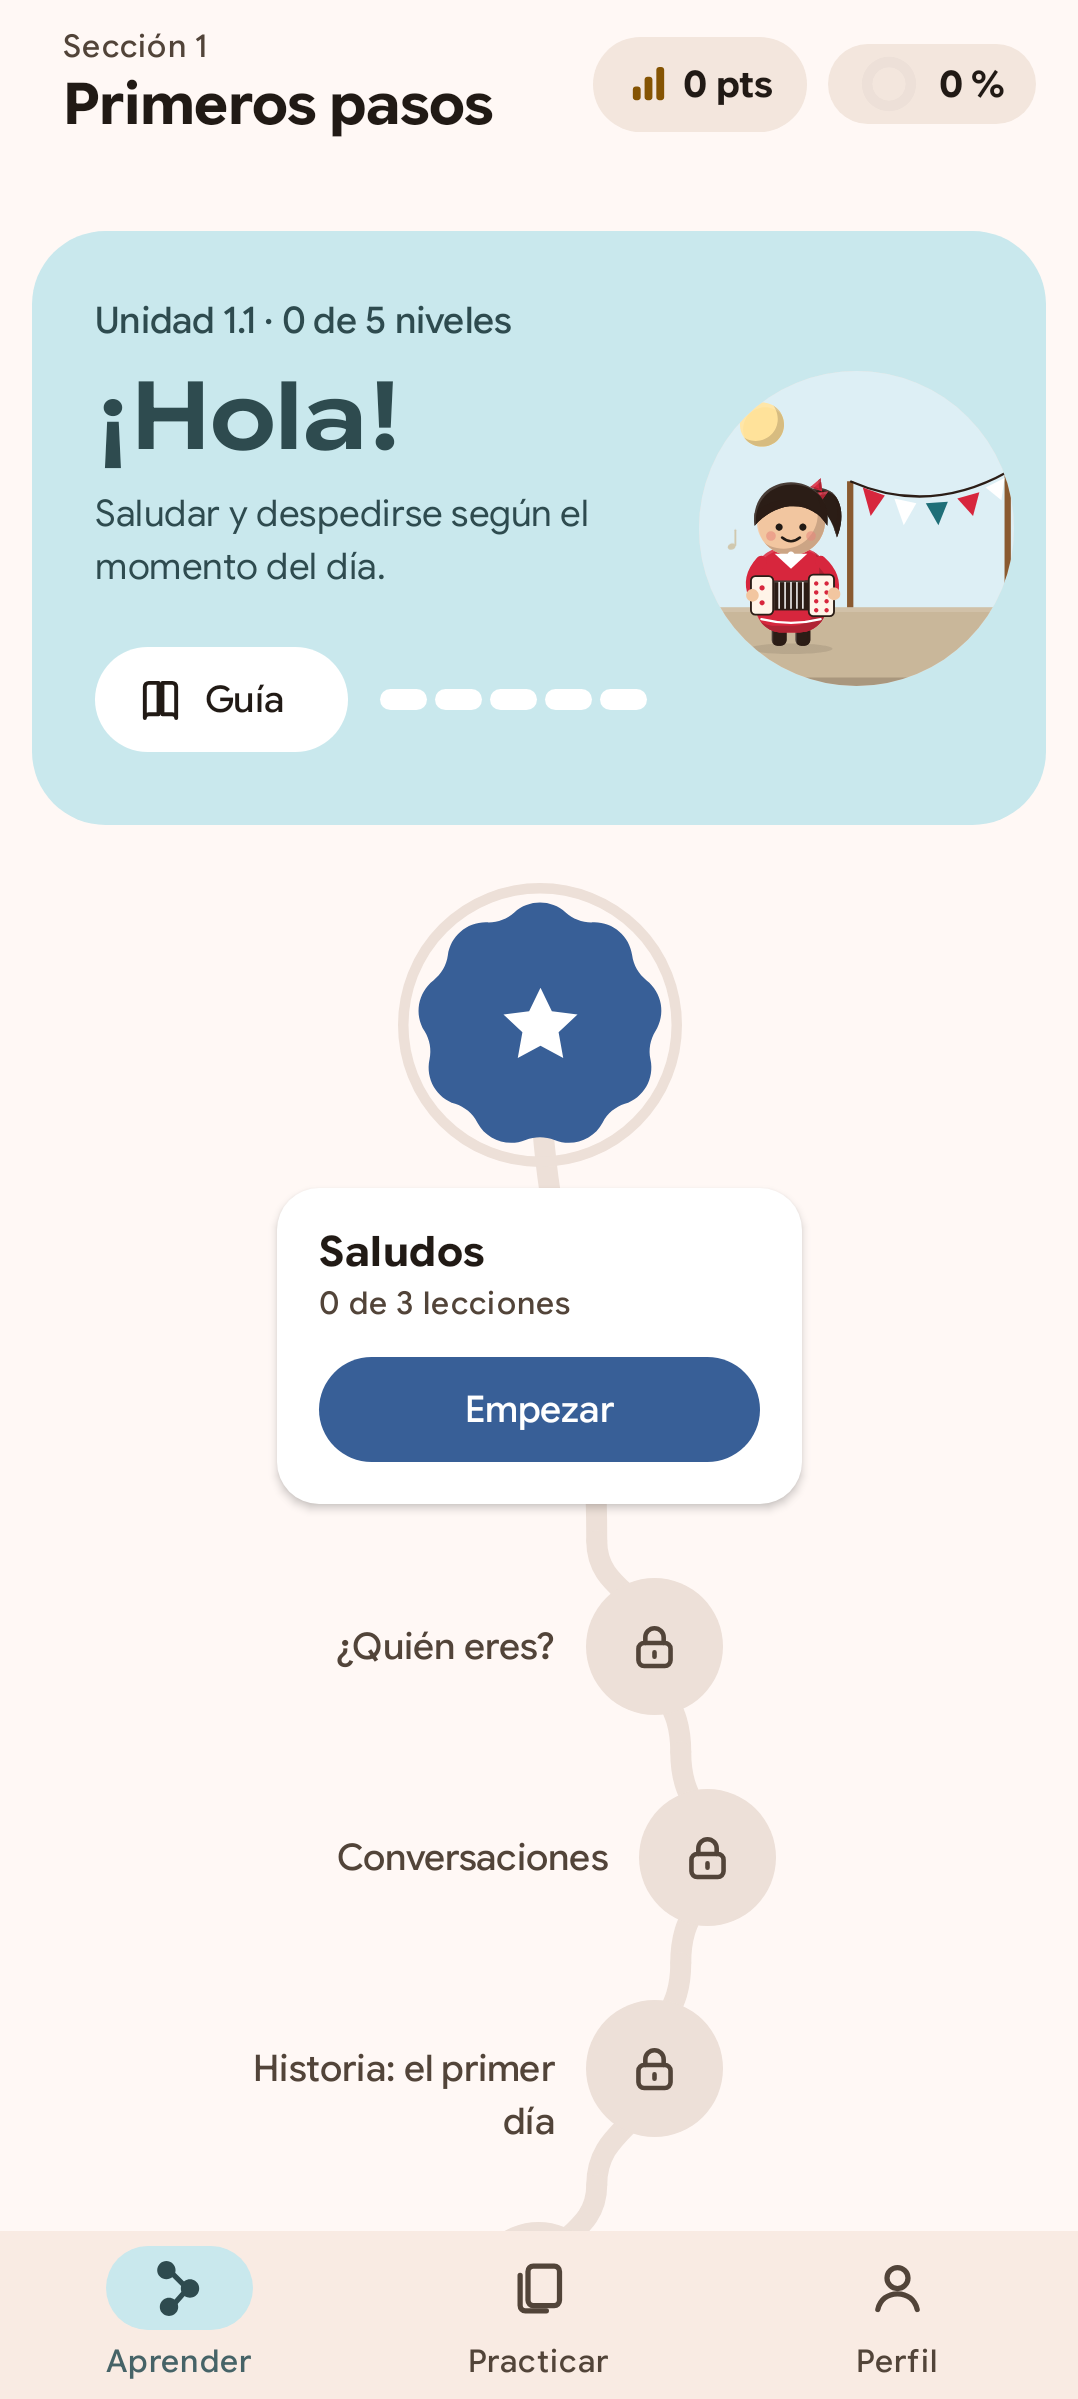 Sección 1
Primeros pasos
0 pts
0 %
Unidad 1.1 · 0 de 5 niveles
¡Hola!
Saludar y despedirse según el
momento del día.
Guía
Saludos
0 de 3 lecciones
Empezar
¿Quién eres?
Conversaciones
Historia: el primer
día
Aprender
Practicar
Perfil